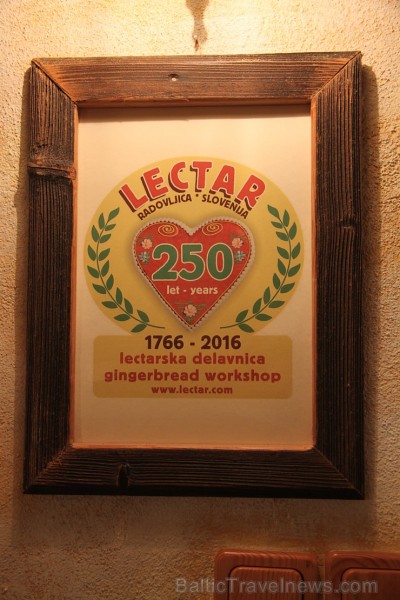 LECTAR
RADOVLJICA • SLOVENIJA
250
let - years
1766 - 2016
lectarska delavnica
gingerbread workshop
www.lectar.com
BalticTravelnews.com